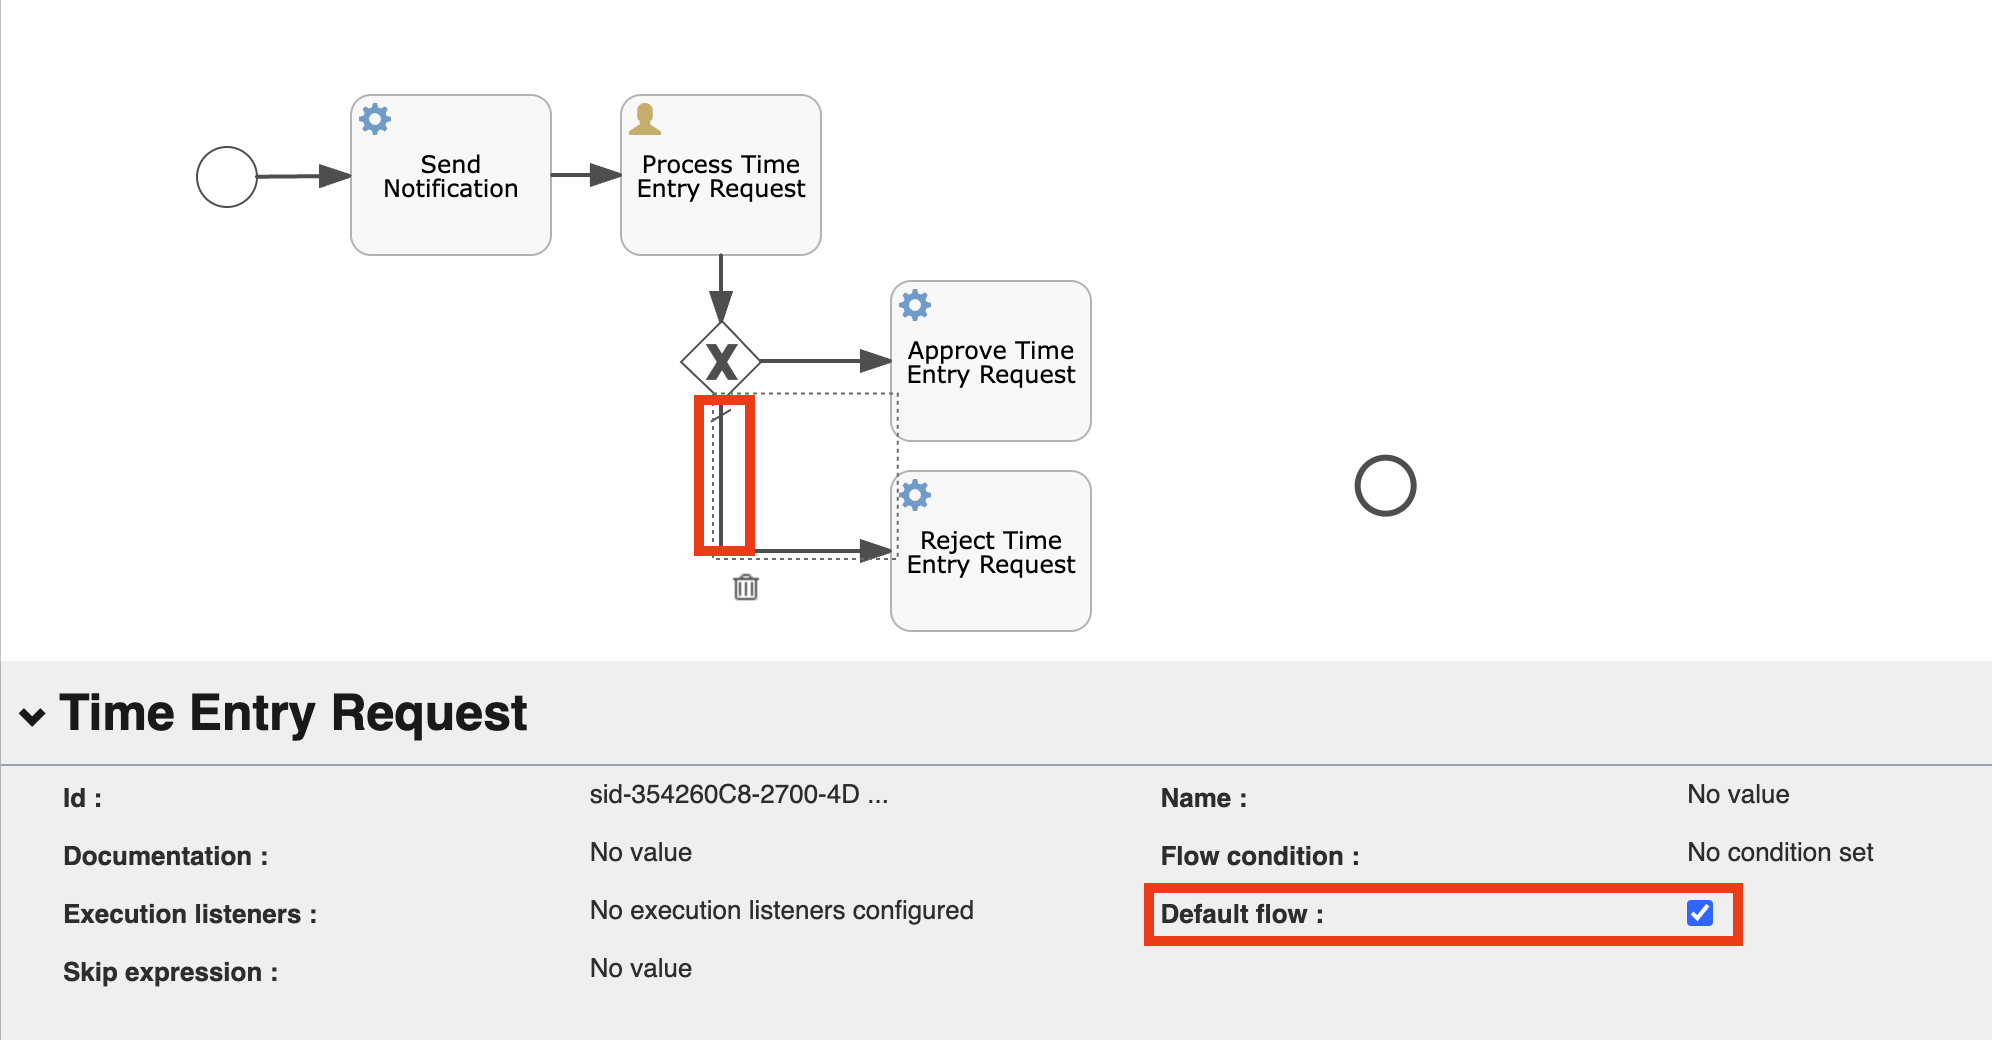 Send
Notification
Process Time
Entry Request
X
Approve Time
Entry Request
Reject Time
Entry Request
Time Entry Request
Id :
sid-354260C8-2700-4D ...
Name :
No value
Documentation :
No value
Flow condition :
No condition set
Execution listeners :
No execution listeners configured
Default flow :
Skip expression :
No value